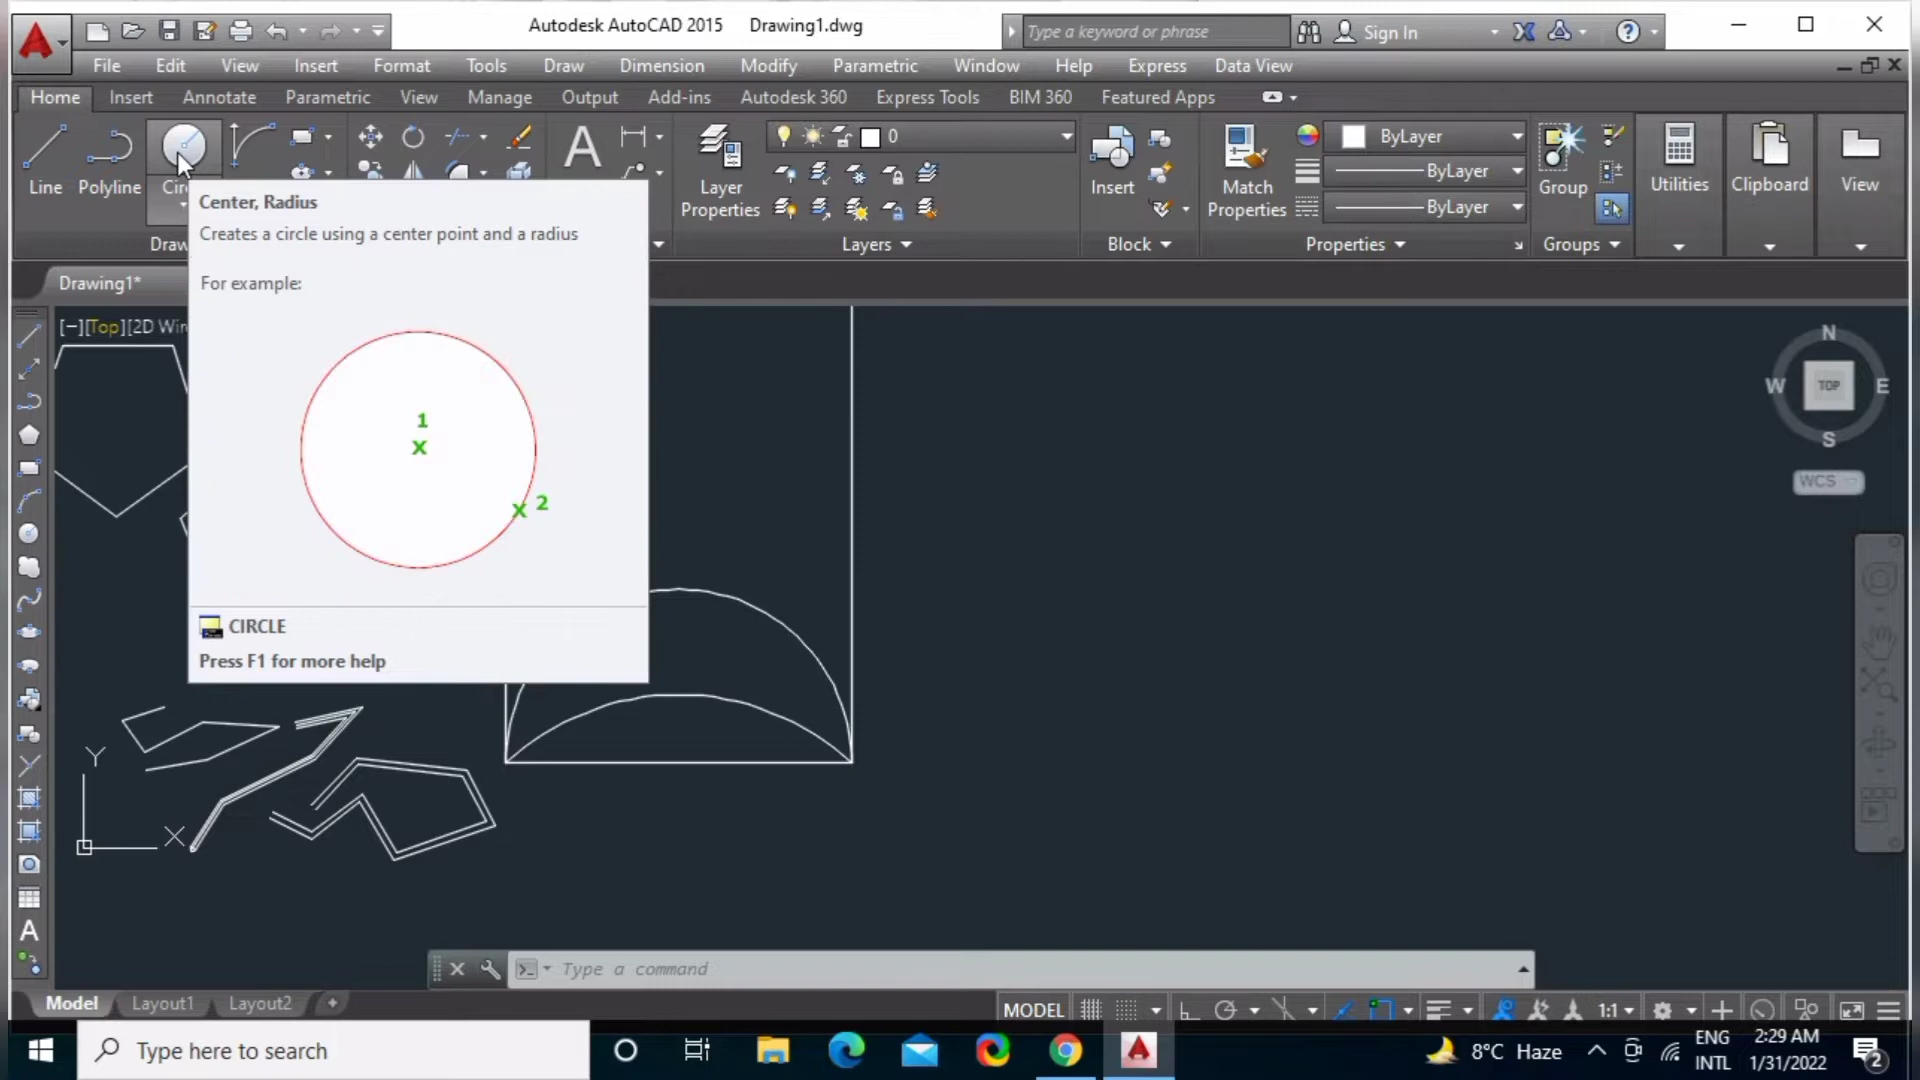 Autodesk AutoCAD 2015 Drawing1.dwg
Type a keyword or phrase
Sign In
File Edit View Insert Format Tools Draw Dimension Modify Parametric Window Help Express Data View
Home Insert Annotate Parametric View Manage Output Add-ins Autodesk 360 Express Tools BIM 360 Featured Apps
Line Polyline
Layer
Properties
0
Insert
Match
Properties
ByLayer
ByLayer
ByLayer
Group
Utilities
Clipboard
View
Layers
Block
Properties
Groups
Center, Radius
Creates a circle using a center point and a radius
For example:
1
2
CIRCLE
Press F1 for more help
Drawing1*
[−][Top][2D
N
W TOP E
S
WCS
Y
X
Type a command
Model Layout1 Layout2 +
MODEL
1:1
Type here to search
8°C Haze
ENG
INTL
2:29 AM
1/31/2022
2